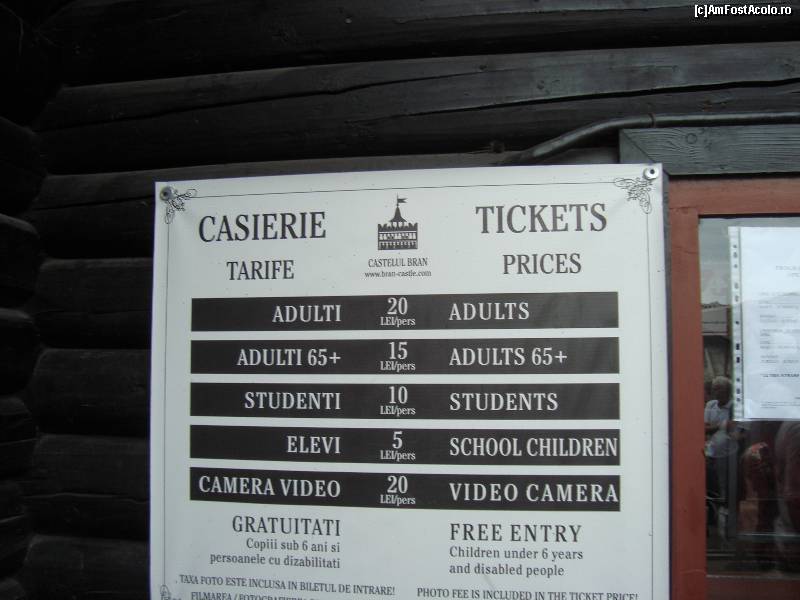 [c]AmFostAcolo.ro
CASIERIE
TARIFE
CASTELUL BRAN
www.bran-castle.com
TICKETS
PRICES
ADULTI 20 LEI/pers ADULTS
ADULTI 65+ 15 LEI/pers ADULTS 65+
STUDENTI 10 LEI/pers STUDENTS
ELEVI 5 LEI/pers SCHOOL CHILDREN
CAMERA VIDEO 20 LEI/pers VIDEO CAMERA
GRATUITATI
Copiii sub 6 ani si
persoanele cu dizabilitati
FREE ENTRY
Children under 6 years
and disabled people
TAXA FOTO ESTE INCLUSA IN BILETUL DE INTRARE!
PHOTO FEE IS INCLUDED IN THE TICKET PRICE!